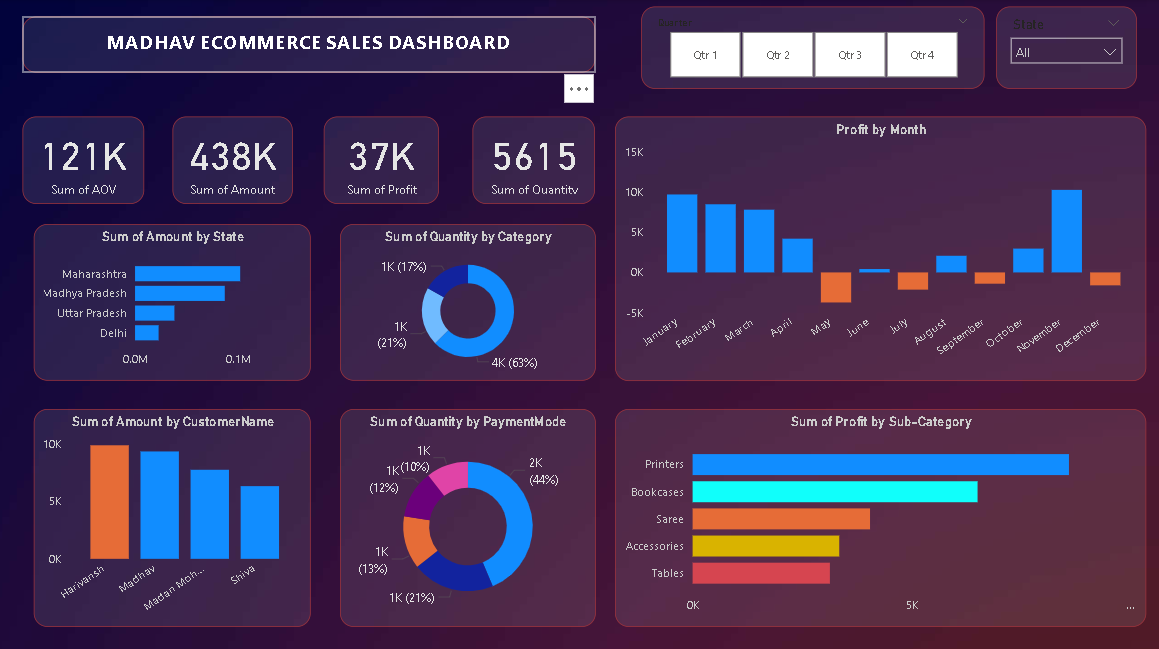 MADHAV ECOMMERCE SALES DASHBOARD
Quarter
Qtr 1
Qtr 2
Qtr 3
Qtr 4
State
All
121K
Sum of AOV
438K
Sum of Amount
37K
Sum of Profit
5615
Sum of Quantity
Profit by Month
15K
10K
5K
0K
-5K
January
February
March
April
May
June
July
August
September
October
November
December
Sum of Amount by State
Maharashtra
Madhya Pradesh
Uttar Pradesh
Delhi
0.0M
0.1M
Sum of Quantity by Category
1K (17%)
1K
(21%)
4K (63%)
Sum of Amount by CustomerName
10K
5K
0K
Harivansh
Madhav
Madan Moh...
Shiva
Sum of Quantity by PaymentMode
1K
(10%)
1K
(12%)
2K
(44%)
1K
(13%)
1K (21%)
Sum of Profit by Sub-Category
Printers
Bookcases
Saree
Accessories
Tables
0K
5K
...